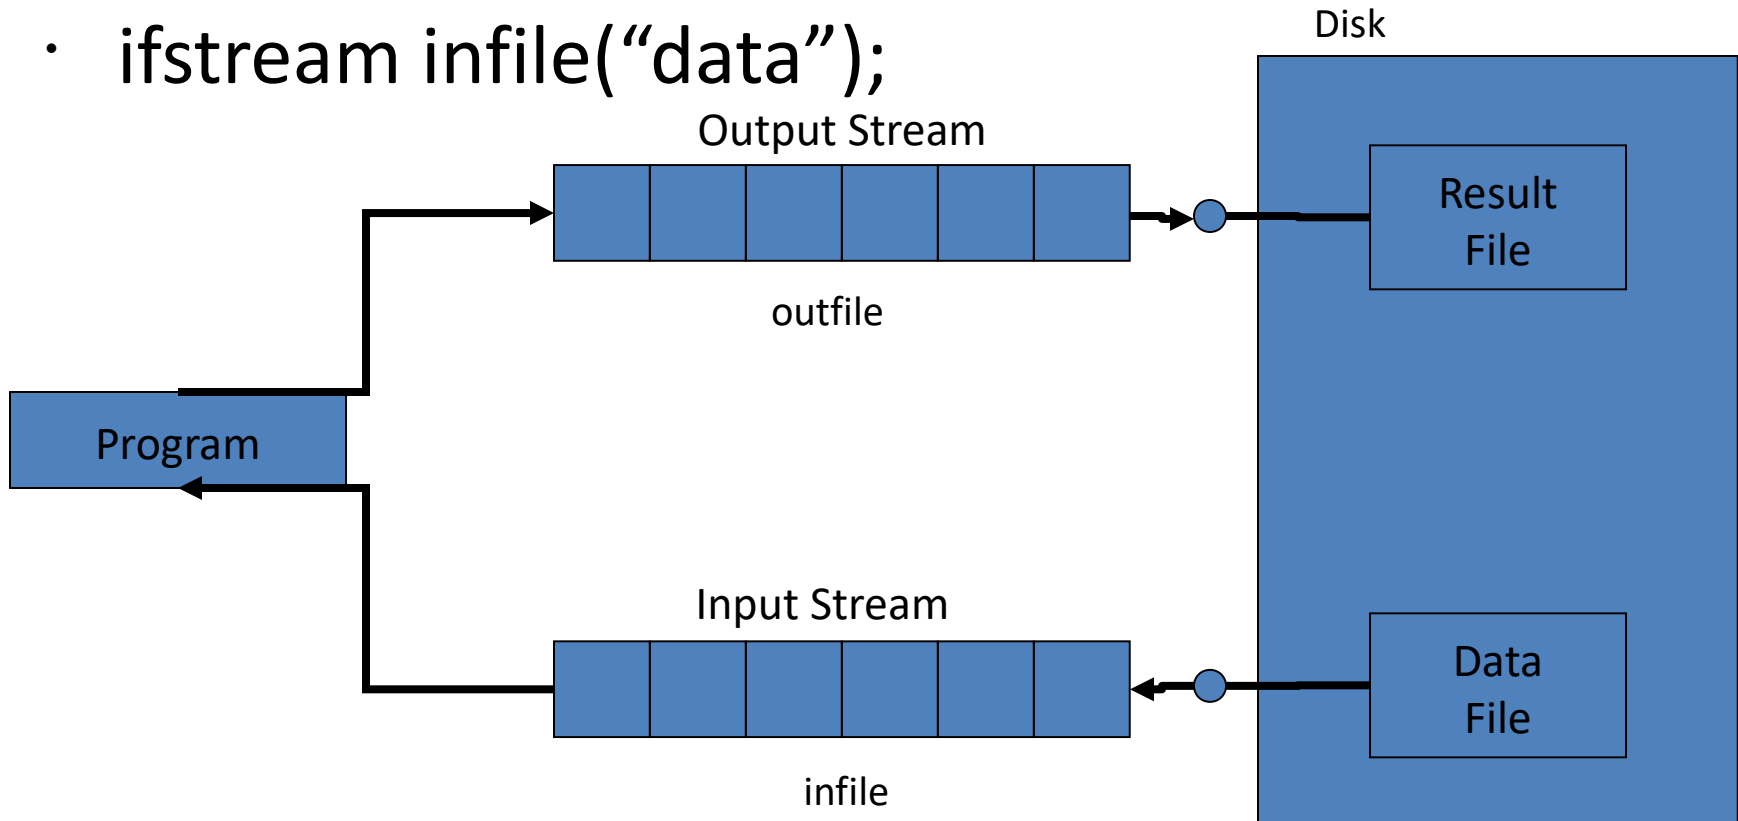 • ifstream infile(“data”);
Disk
Output Stream
Result
File
outfile
Program
Input Stream
Data
File
infile